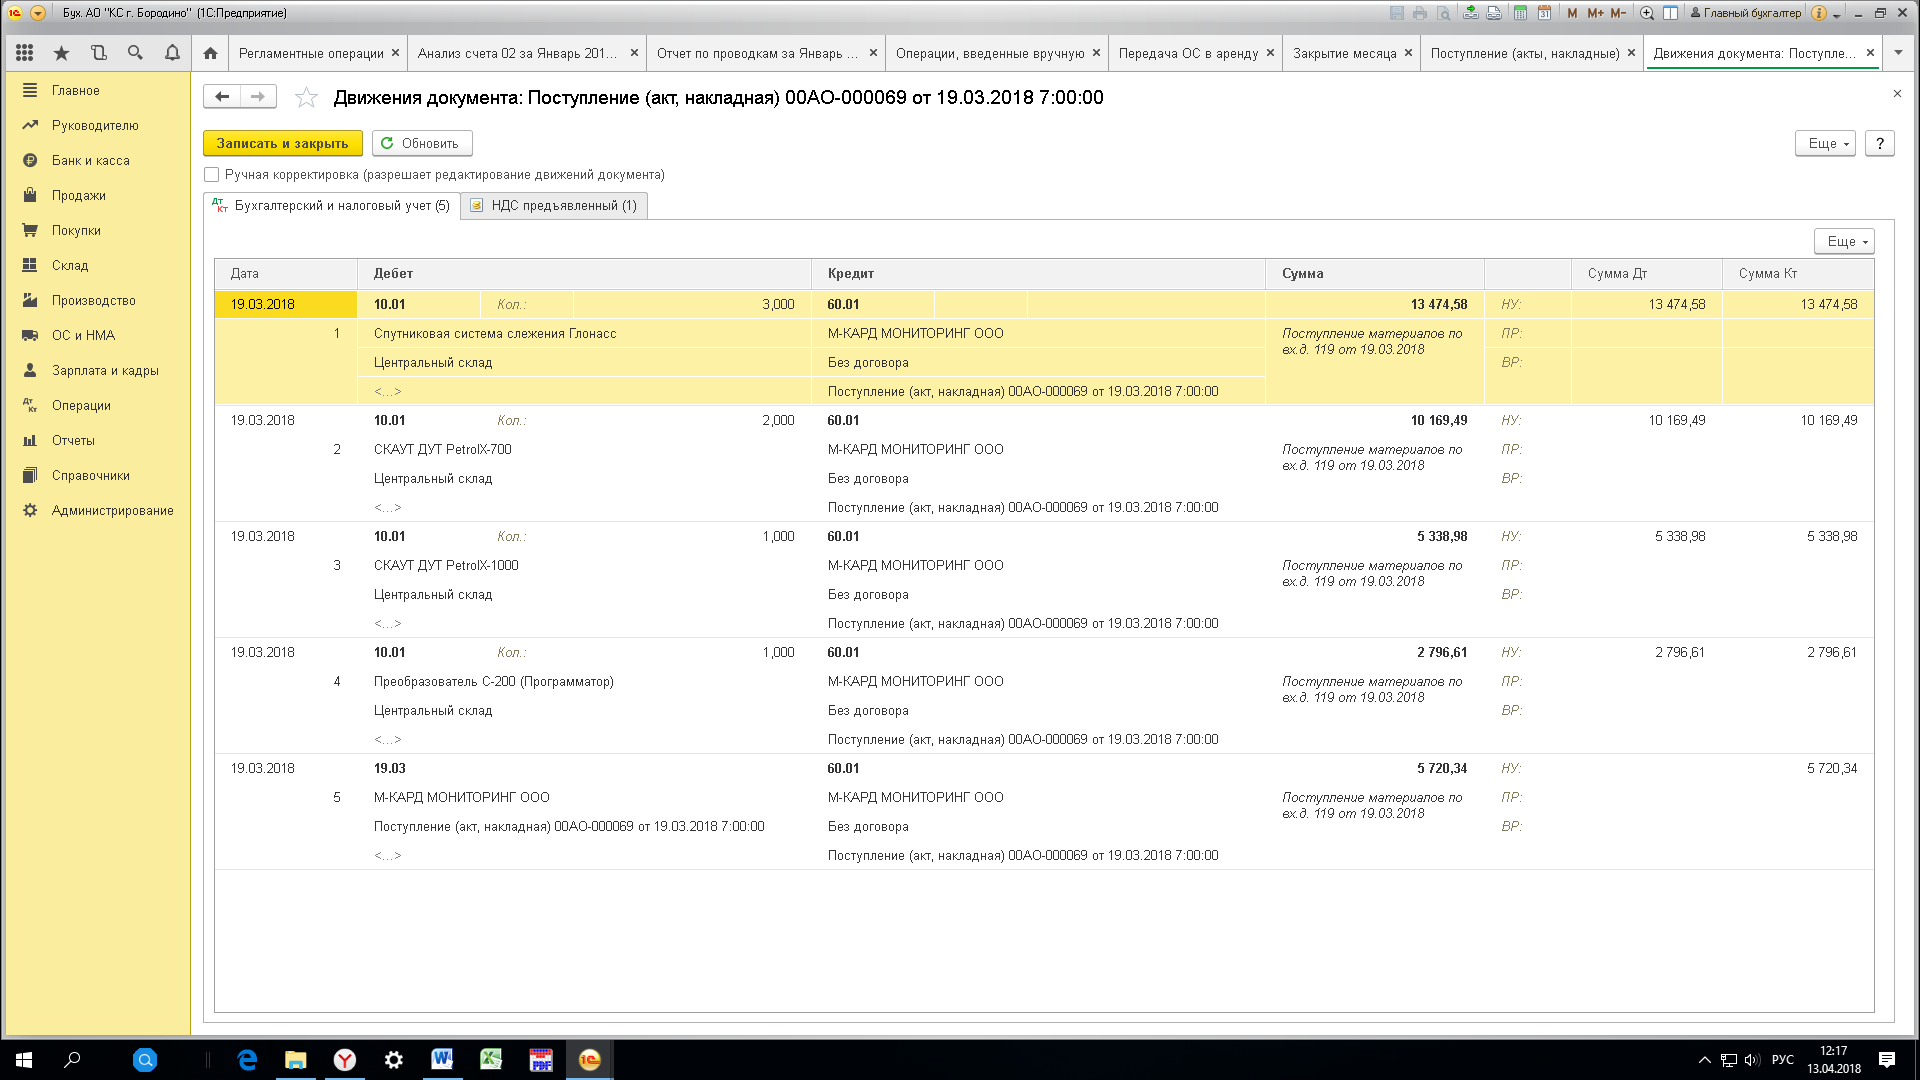 Бух. АО "КС г. Бородино" (1С:Предприятие)
31 M M+ M- Главный бухгалтер
Регламентные операции
Анализ счета 02 за Январь 201...
Отчет по проводкам за Январь ...
Операции, введенные вручную
Передача ОС в аренду
Закрытие месяца
Поступление (акты, накладные)
Движения документа: Поступле...
Главное
Руководителю
Банк и касса
Продажи
Покупки
Склад
Производство
ОС и НМА
Зарплата и кадры
Операции
Отчеты
Справочники
Администрирование
Движения документа: Поступление (акт, накладная) 00АО-000069 от 19.03.2018 7:00:00
Записать и закрыть
Обновить
Еще
?
Ручная корректировка (разрешает редактирование движений документа)
Дт Кт Бухгалтерский и налоговый учет (5)
НДС предъявленный (1)
Еще
Дата Дебет Кредит Сумма Сумма Дт Сумма Кт
19.03.2018 10.01 Кол.: 3,000 60.01 13 474,58 НУ: 13 474,58 13 474,58
1 Спутниковая система слежения Глонасс М-КАРД МОНИТОРИНГ ООО Поступление материалов по ПР:
вх.д. 119 от 19.03.2018
Центральный склад Без договора ВР:
<...> Поступление (акт, накладная) 00АО-000069 от 19.03.2018 7:00:00
19.03.2018 10.01 Кол.: 2,000 60.01 10 169,49 НУ: 10 169,49 10 169,49
2 СКАУТ ДУТ PetrolX-700 М-КАРД МОНИТОРИНГ ООО Поступление материалов по ПР:
вх.д. 119 от 19.03.2018
Центральный склад Без договора ВР:
<...> Поступление (акт, накладная) 00АО-000069 от 19.03.2018 7:00:00
19.03.2018 10.01 Кол.: 1,000 60.01 5 338,98 НУ: 5 338,98 5 338,98
3 СКАУТ ДУТ PetrolX-1000 М-КАРД МОНИТОРИНГ ООО Поступление материалов по ПР:
вх.д. 119 от 19.03.2018
Центральный склад Без договора ВР:
<...> Поступление (акт, накладная) 00АО-000069 от 19.03.2018 7:00:00
19.03.2018 10.01 Кол.: 1,000 60.01 2 796,61 НУ: 2 796,61 2 796,61
4 Преобразователь С-200 (Программатор) М-КАРД МОНИТОРИНГ ООО Поступление материалов по ПР:
вх.д. 119 от 19.03.2018
Центральный склад Без договора ВР:
<...> Поступление (акт, накладная) 00АО-000069 от 19.03.2018 7:00:00
19.03.2018 19.03 60.01 5 720,34 НУ: 5 720,34
5 М-КАРД МОНИТОРИНГ ООО М-КАРД МОНИТОРИНГ ООО Поступление материалов по ПР:
вх.д. 119 от 19.03.2018
Поступление (акт, накладная) 00АО-000069 от 19.03.2018 7:00:00 Без договора ВР:
<...> Поступление (акт, накладная) 00АО-000069 от 19.03.2018 7:00:00
PDF
РУС
12:17
13.04.2018